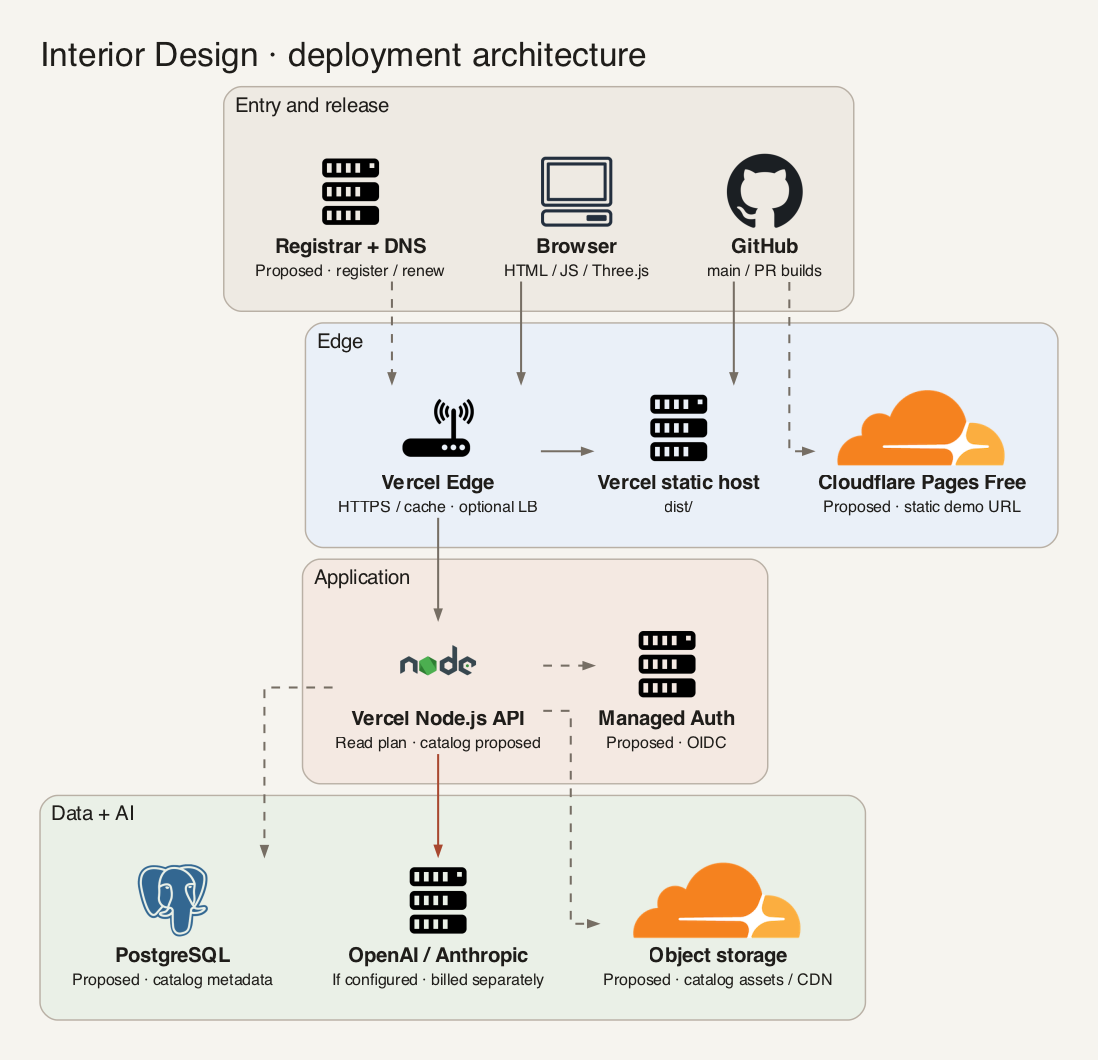 Interior Design · deployment architecture
Entry and release
Registrar + DNS
Proposed · register / renew
Browser
HTML / JS / Three.js
GitHub
main / PR builds
Edge
Vercel Edge
HTTPS / cache · optional LB
Vercel static host
dist/
Cloudflare Pages Free
Proposed · static demo URL
Application
node
Vercel Node.js API
Read plan · catalog proposed
Managed Auth
Proposed · OIDC
Data + AI
PostgreSQL
Proposed · catalog metadata
OpenAI / Anthropic
If configured · billed separately
Object storage
Proposed · catalog assets / CDN